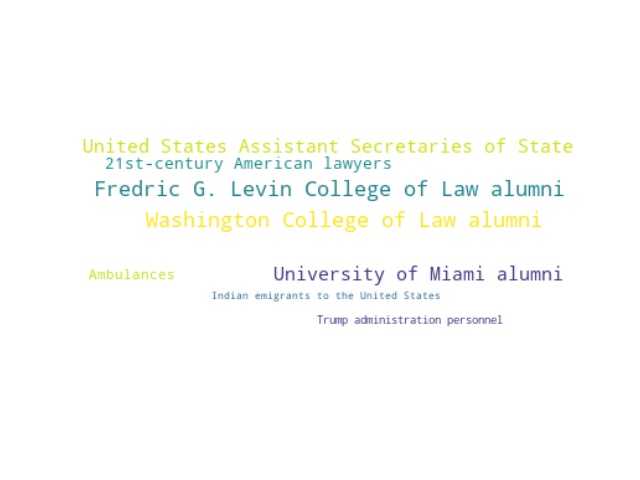 United States Assistant Secretaries of State
21st-century American lawyers
Fredric G. Levin College of Law alumni
Washington College of Law alumni
Ambulances
University of Miami alumni
Indian emigrants to the United States
Trump administration personnel